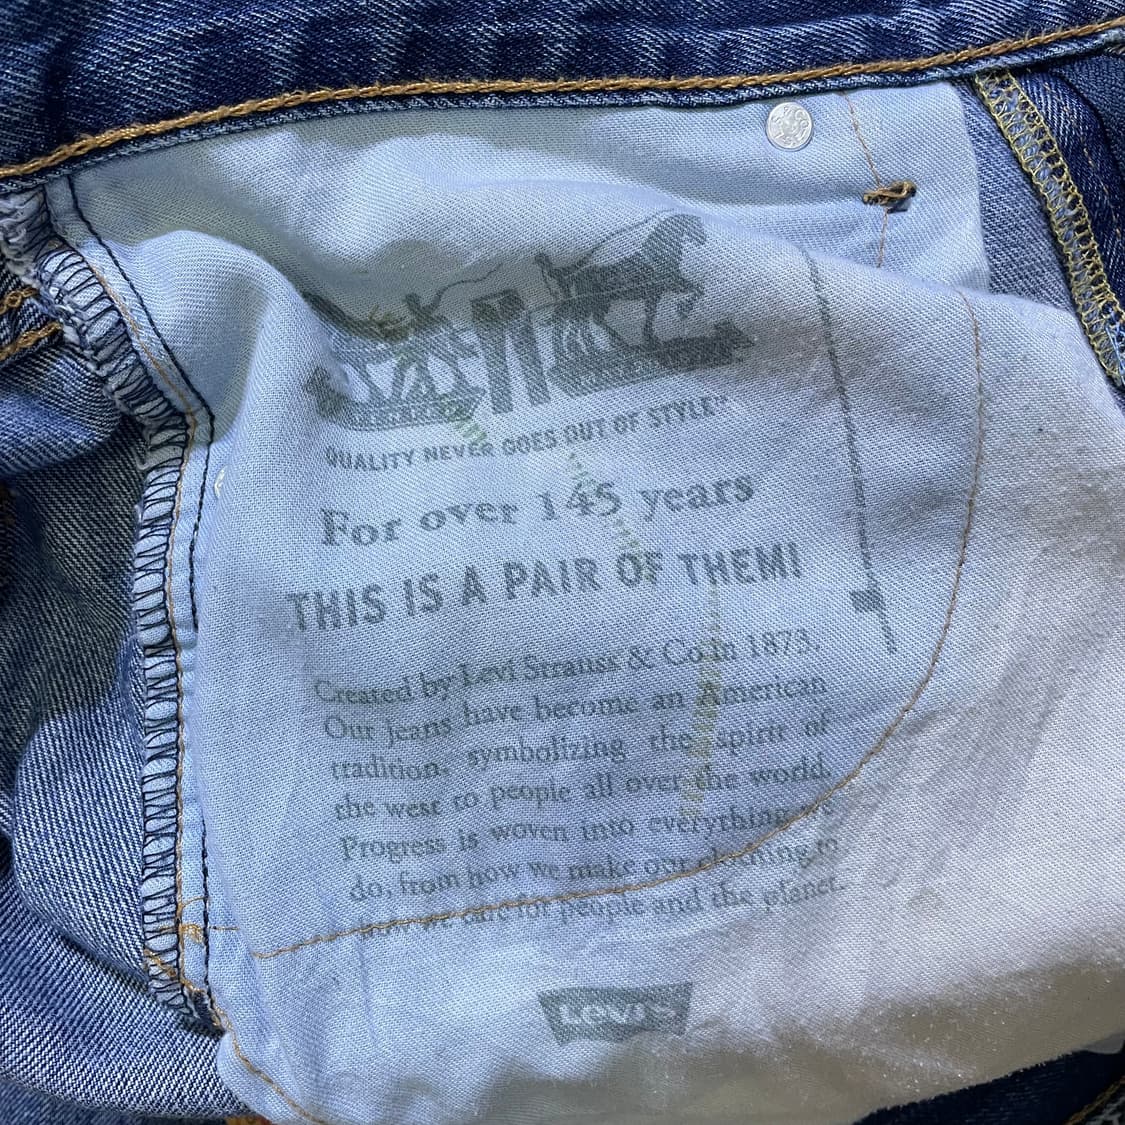 QUALITY NEVER GOES OUT OF STYLE™
For over 145 years
THIS IS A PAIR OF THEM!
Created by Levi Strauss & Co in 1873.
Our jeans have become an American
tradition, symbolizing the spirit of
the west to people all over the world.
Progress is woven into everything we
do, from how we make our clothing to
how we care for people and the planet.
Levi's